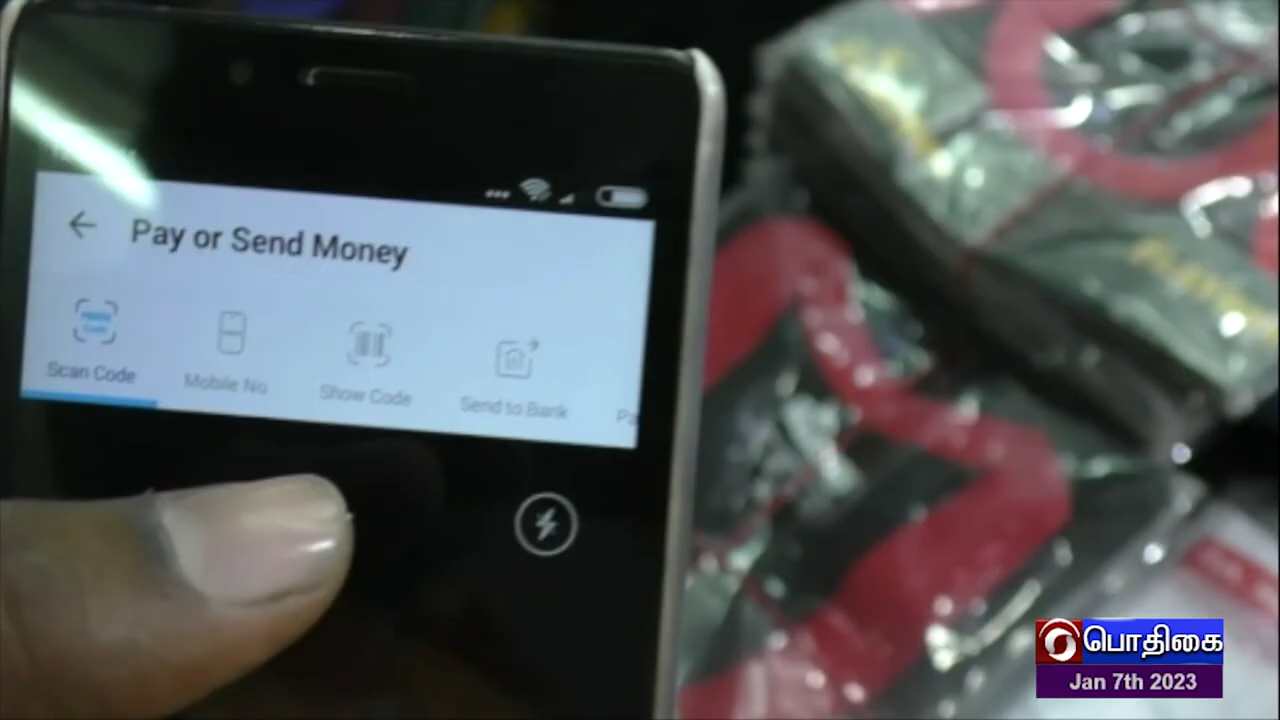 Pay or Send Money
Scan Code
Mobile No.
Show Code
Send to Bank
பொதிகை
Jan 7th 2023